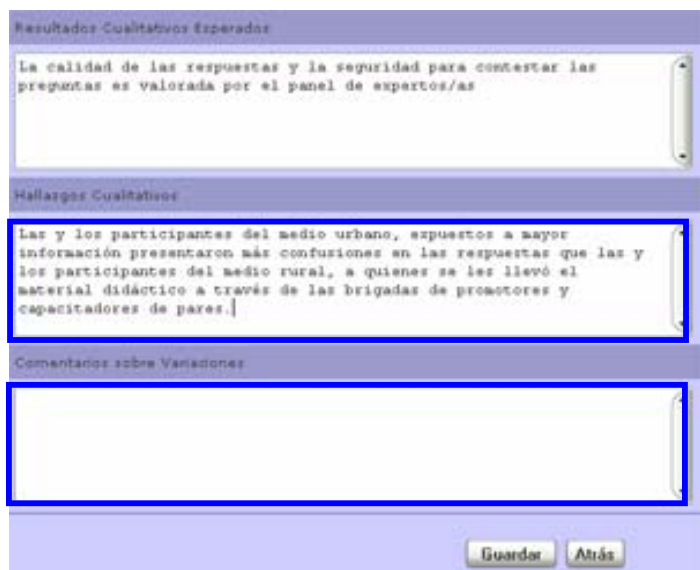 Resultados Cualitativos Esperados
La calidad de las respuestas y la seguridad para contestar las
preguntas es valorada por el panel de expertos/as
Hallazgos Cualitativos
Las y los participantes del medio urbano, expuestos a mayor
información presentaron más confusiones en las respuestas que las y
los participantes del medio rural, a quienes se les llevó el
material didáctico a través de las brigadas de promotores y
capacitadores de pares.
Comentarios sobre Variaciones
Guardar Atrás